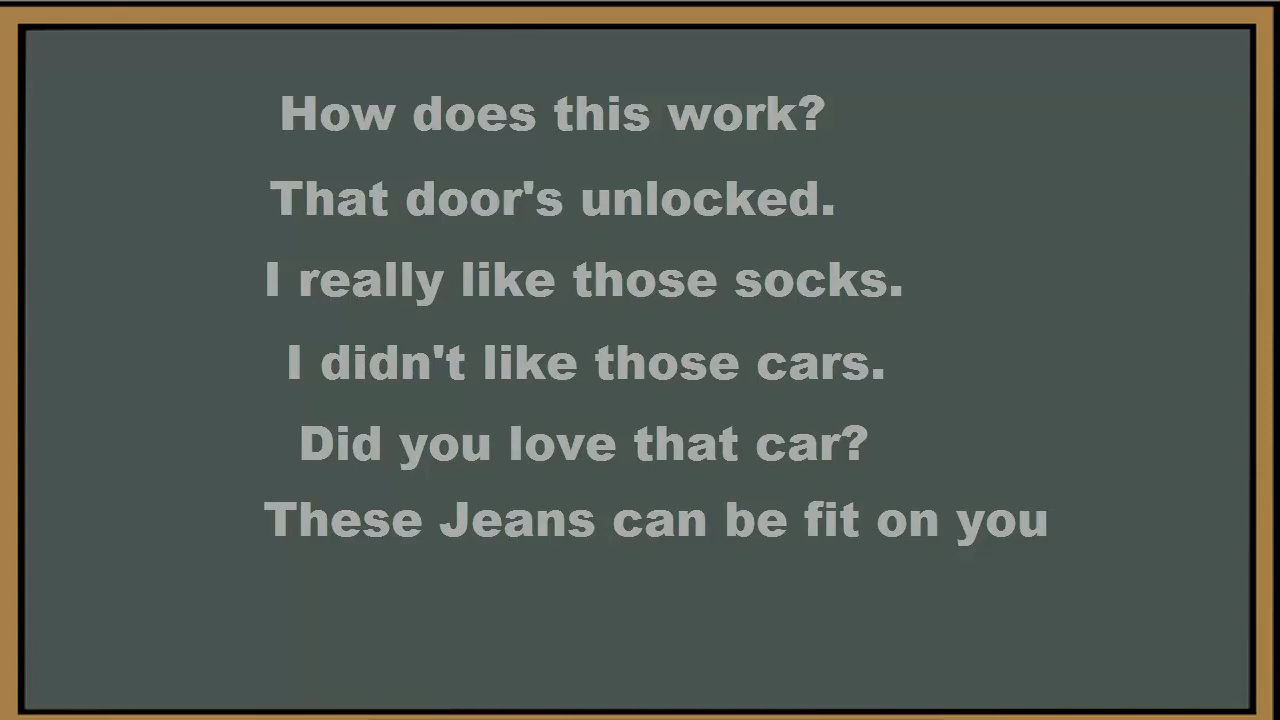 How does this work?
That door's unlocked.
I really like those socks.
I didn't like those cars.
Did you love that car?
These Jeans can be fit on you